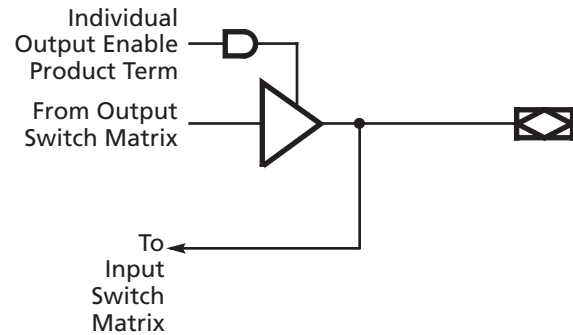 Individual
Output Enable
Product Term
From Output
Switch Matrix
To
Input
Switch
Matrix